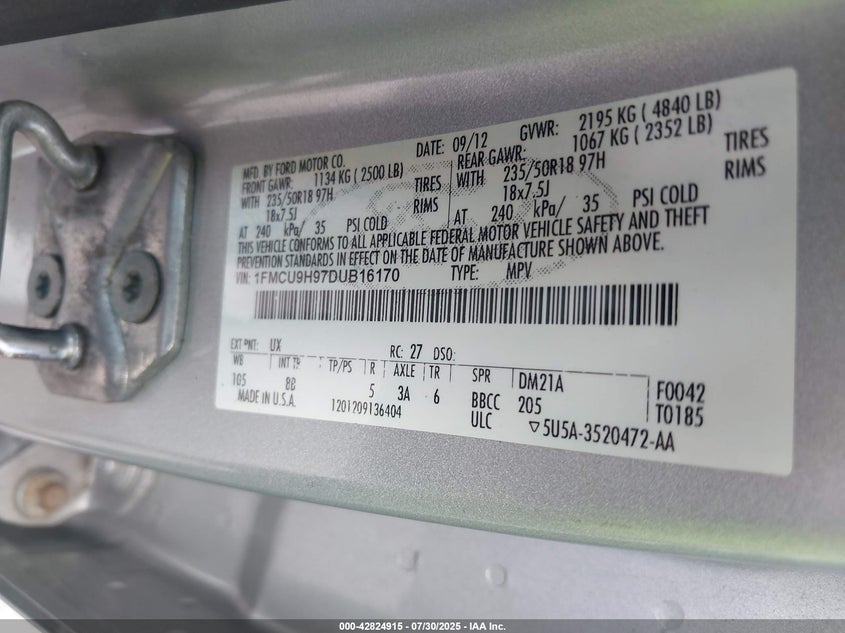 MFD. BY FORD MOTOR CO.
DATE: 09/12 GVWR: 2195 KG ( 4840 LB)
FRONT GAWR: 1134 KG ( 2500 LB) REAR GAWR: 1067 KG ( 2352 LB)
WITH 235/50R18 97H TIRES WITH 235/50R18 97H TIRES
18x7.5J RIMS 18x7.5J RIMS
AT 240 kPa/ 35 PSI COLD AT 240 kPa/ 35 PSI COLD
THIS VEHICLE CONFORMS TO ALL APPLICABLE FEDERAL MOTOR VEHICLE SAFETY AND THEFT
PREVENTION STANDARDS IN EFFECT ON THE DATE OF MANUFACTURE SHOWN ABOVE.
VIN: 1FMCU9H97DUB16170 TYPE: MPV
EXT PNT: UX RC: 27 DSO:
WB INT TR TP/PS R AXLE TR SPR DM21A F0042
105 8B 5 3A 6 BBCC 205 T0185
MADE IN U.S.A. 1201209136404 ULC ▽5U5A-3520472-AA
000-42824915 - 07/30/2025 - IAA Inc.